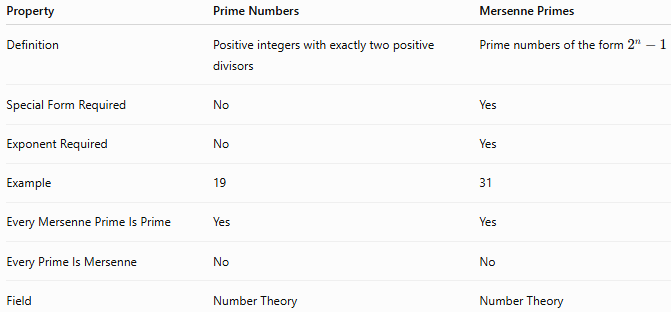 Property Prime Numbers Mersenne Primes
Definition Positive integers with exactly two positive divisors Prime numbers of the form 2ⁿ − 1
Special Form Required No Yes
Exponent Required No Yes
Example 19 31
Every Mersenne Prime Is Prime Yes Yes
Every Prime Is Mersenne No No
Field Number Theory Number Theory